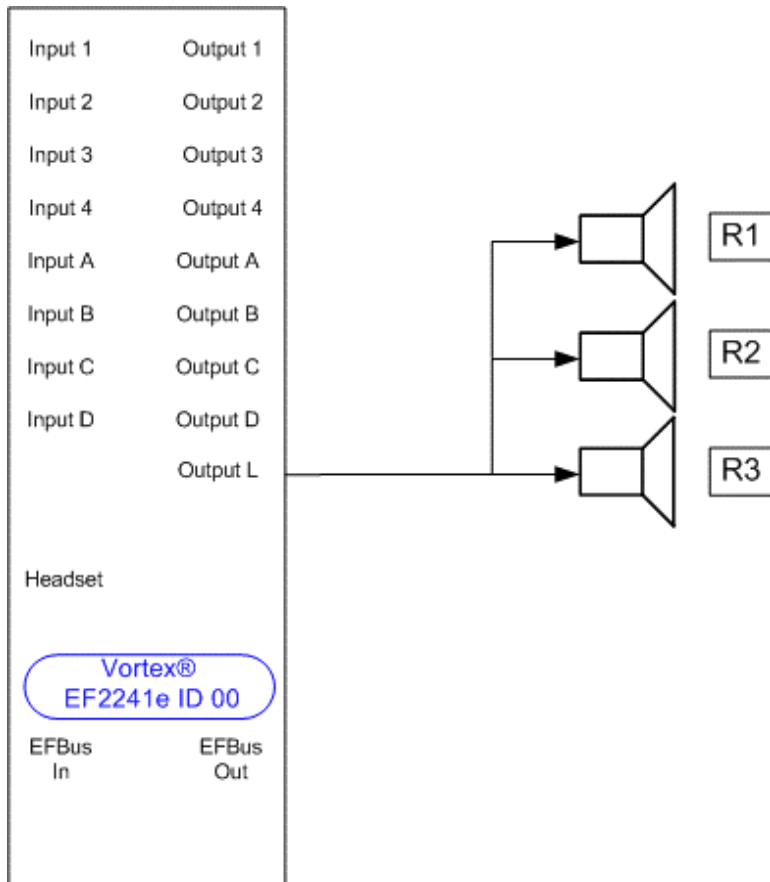 Input 1 Output 1
Input 2 Output 2
Input 3 Output 3
Input 4 Output 4
Input A Output A
Input B Output B
Input C Output C
Input D Output D
Output L
Headset
Vortex®
EF2241e ID 00
EFBus In
EFBus Out
R1
R2
R3